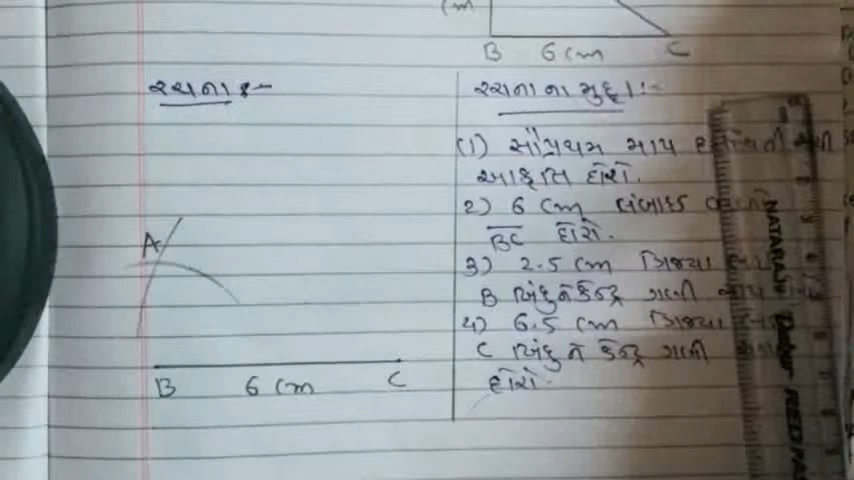 cm
B 6 cm C
રચના :-
રચના ના મુદ્દા :-
(1) સૌપ્રથમ માપ
આકૃતિ દોરો.
2) 6 cm લંબાઇ
BC દોરો.
3) 2.5 cm ત્રિજ્યા
B બિંદુને કેન્દ્ર ગણી ચાપ
4) 6.5 cm ત્રિજ્યા
C બિંદુને કેન્દ્ર ગણી
દોરો.
A
B 6 cm C
NATARAJ